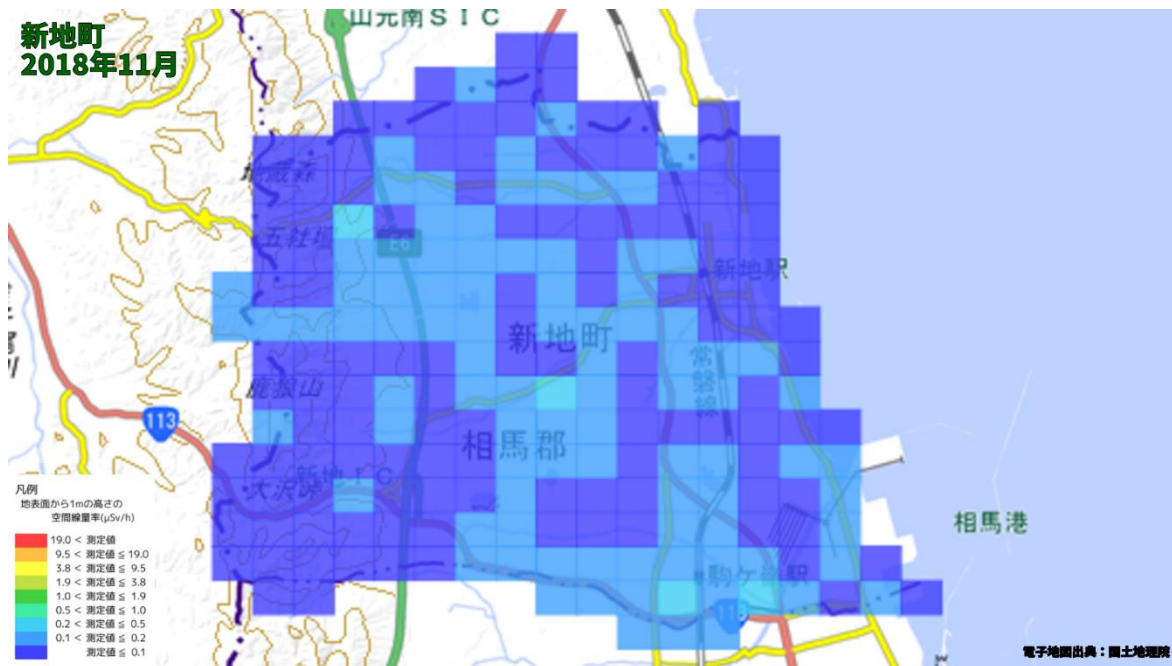 新地町
2018年11月
山元南ＳＩＣ
地蔵森
五社壇
E6
新地駅
新地町
常磐線
鹿狼山
113
相馬郡
新地ＩＣ
大沢峠
相馬港
駒ケ嶺駅
113
凡例
地表面から1mの高さの
空間線量率(μSv/h)
19.0 < 測定値
9.5 < 測定値 ≦ 19.0
3.8 < 測定値 ≦ 9.5
1.9 < 測定値 ≦ 3.8
1.0 < 測定値 ≦ 1.9
0.5 < 測定値 ≦ 1.0
0.2 < 測定値 ≦ 0.5
0.1 < 測定値 ≦ 0.2
測定値 ≦ 0.1
電子地図出典：国土地理院